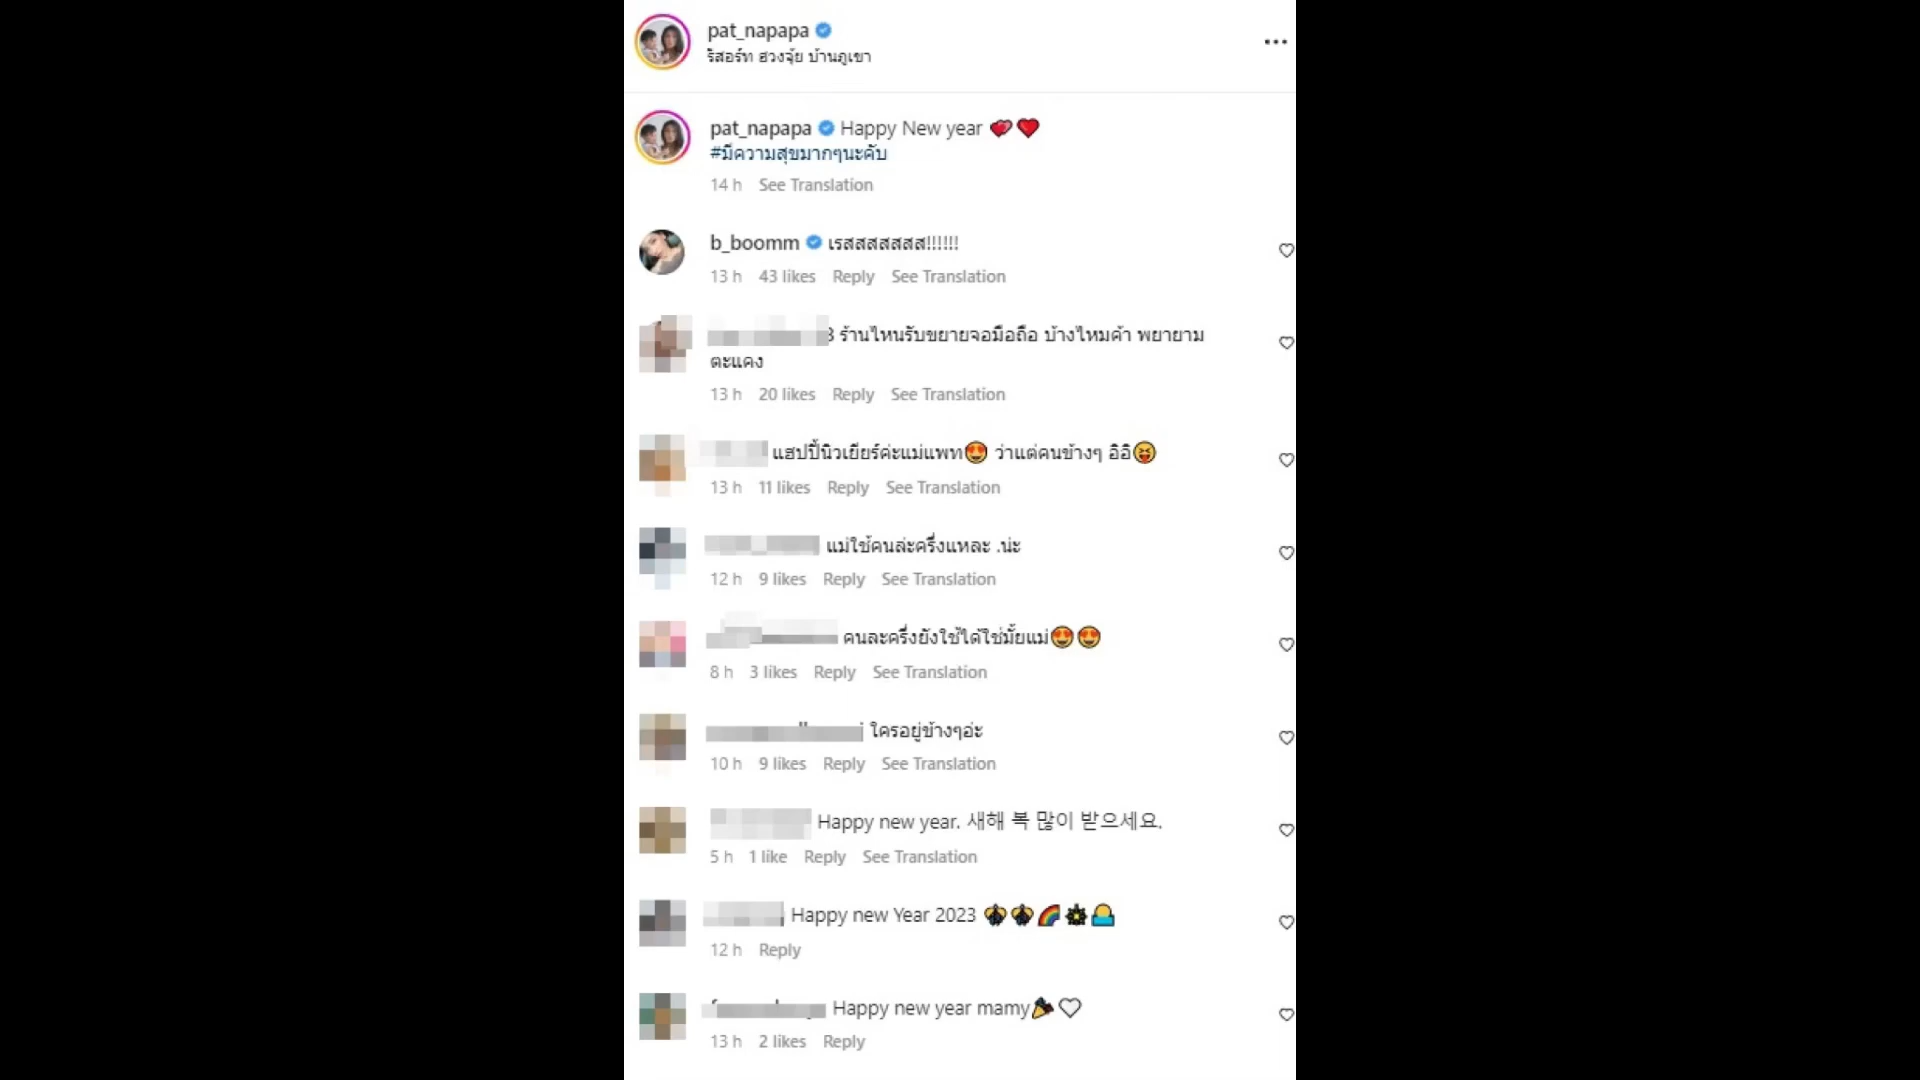 pat_napapa
ริสอร์ท ฮวงจุ้ย บ้านภูเขา
pat_napapa Happy New year 💕❤️
#มีความสุขมากๆนะคับ
14 h See Translation
b_boomm เรสสสสสสส!!!!!!
13 h 43 likes Reply See Translation
ร้านไหนรับขยายจอมือถือ บ้างไหมค้า พยายาม
ตะแคง
13 h 20 likes Reply See Translation
แฮปปี้นิวเยียร์ค่ะแม่แพท😍 ว่าแต่คนข้างๆ อิอิ😝
13 h 11 likes Reply See Translation
แม่ใช้คนล่ะครึ่งแหละ .น่ะ
12 h 9 likes Reply See Translation
คนละครึ่งยังใช้ได้ใช่มั้ยแม่😍😍
8 h 3 likes Reply See Translation
ใครอยู่ข้างๆอ่ะ
10 h 9 likes Reply See Translation
Happy new year. 새해 복 많이 받으세요.
5 h 1 like Reply See Translation
Happy new Year 2023
12 h Reply
Happy new year mamy🎉🤍
13 h 2 likes Reply